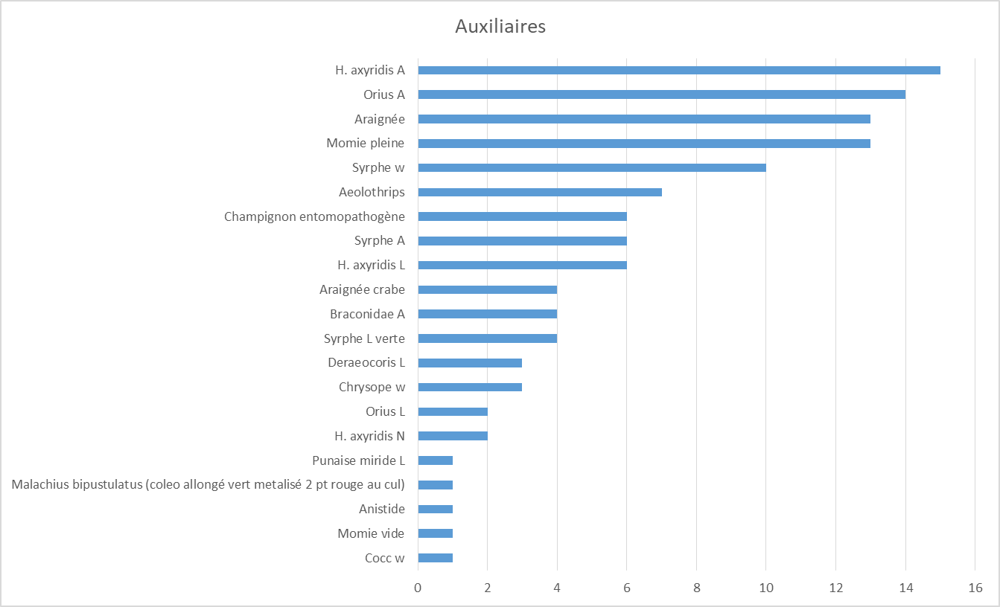 Auxiliaires
H. axyridis A
Orius A
Araignée
Momie pleine
Syrphe w
Aeolothrips
Champignon entomopathogène
Syrphe A
H. axyridis L
Araignée crabe
Braconidae A
Syrphe L verte
Deraeocoris L
Chrysope w
Orius L
H. axyridis N
Punaise miride L
Malachius bipustulatus (coleo allongé vert metalisé 2 pt rouge au cul)
Anistide
Momie vide
Cocc w
0 2 4 6 8 10 12 14 16